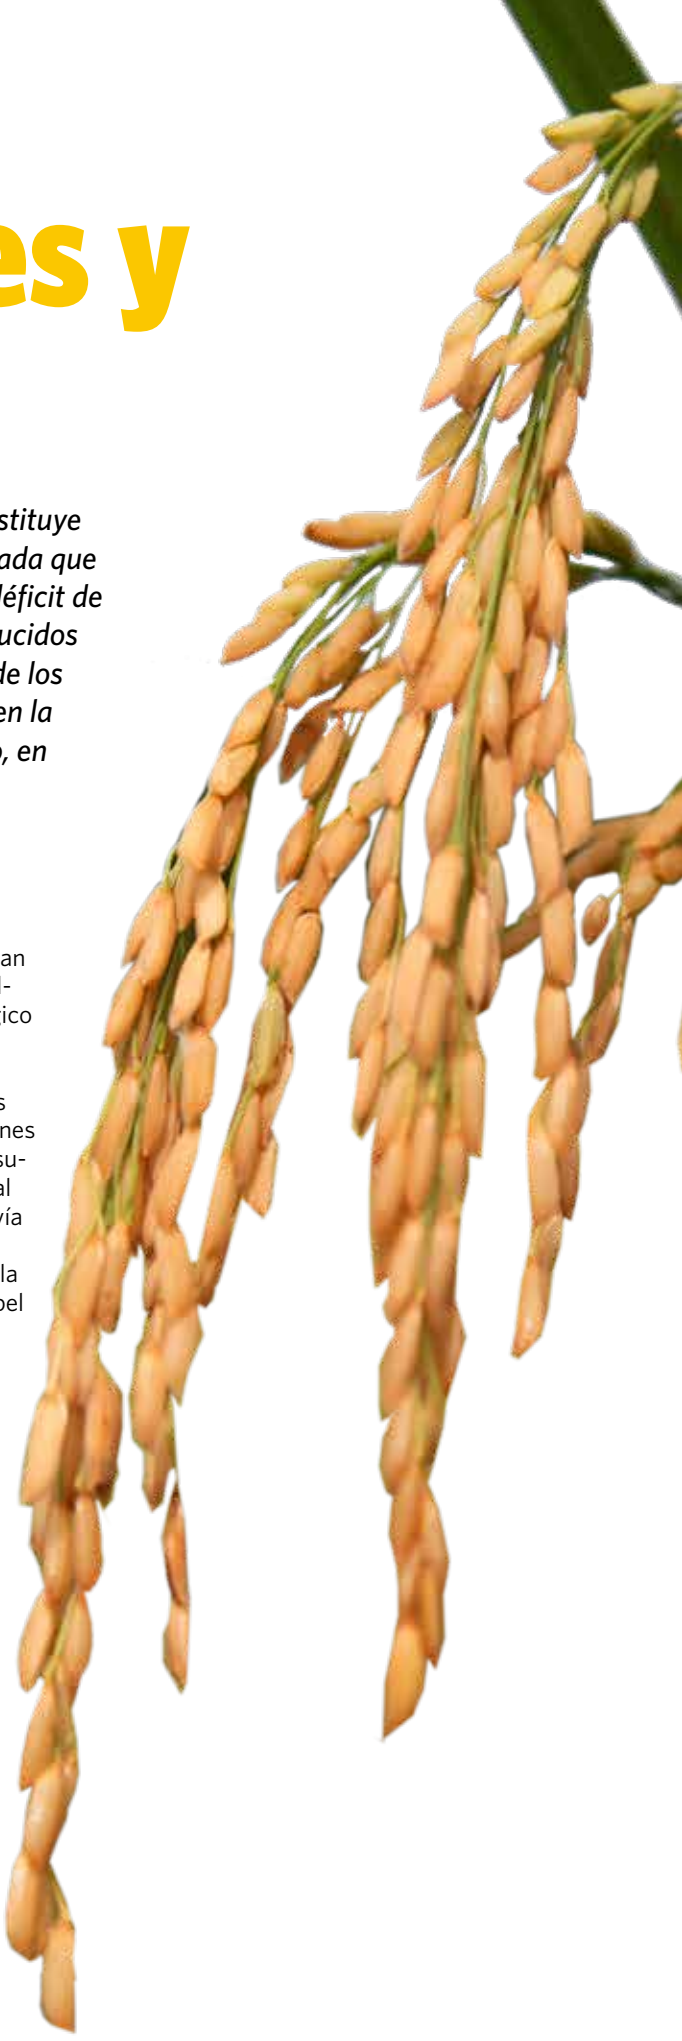 es y
stituye
ada que
déficit de
ucidos
de los
en la
o, en
an
l-
gico
s
nes
su-
al
vía
la
pel